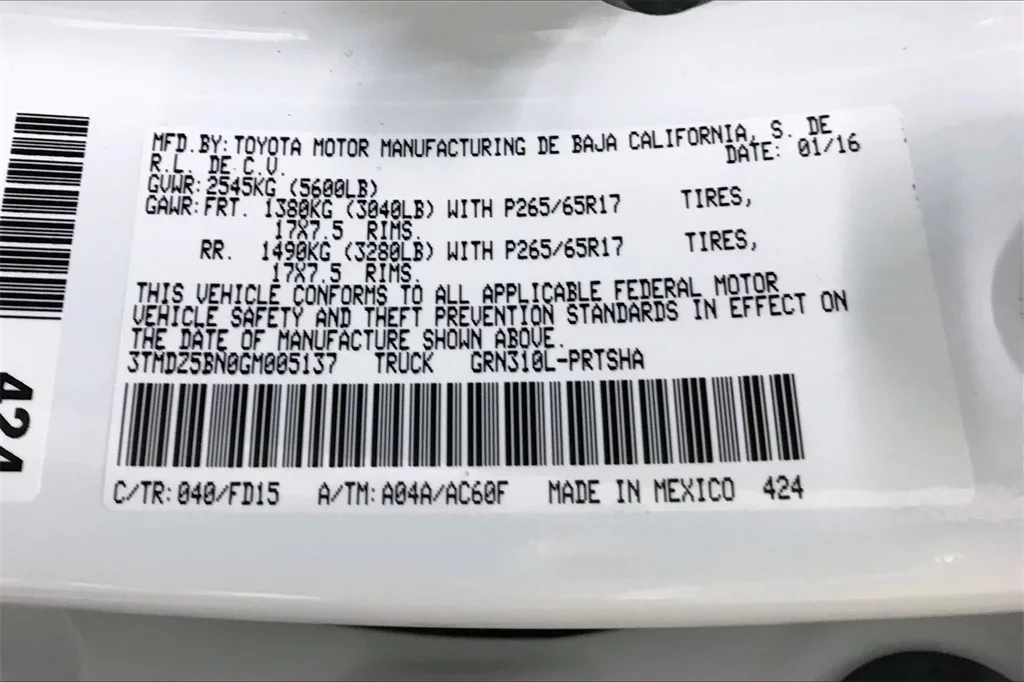 MFD.BY: TOYOTA MOTOR MANUFACTURING DE BAJA CALIFORNIA, S. DE
R.L. DE C.V. DATE: 01/16
GVWR: 2545KG (5600LB)
GAWR: FRT. 1380KG (3040LB) WITH P265/65R17 TIRES,
17X7.5 RIMS.
RR. 1490KG (3280LB) WITH P265/65R17 TIRES,
17X7.5 RIMS.
THIS VEHICLE CONFORMS TO ALL APPLICABLE FEDERAL MOTOR
VEHICLE SAFETY AND THEFT PREVENTION STANDARDS IN EFFECT ON
THE DATE OF MANUFACTURE SHOWN ABOVE.
3TMDZ5BN0GM005137 TRUCK GRN310L-PRTSHA
C/TR: 040/FD15 A/TM: A04A/AC60F MADE IN MEXICO 424
424